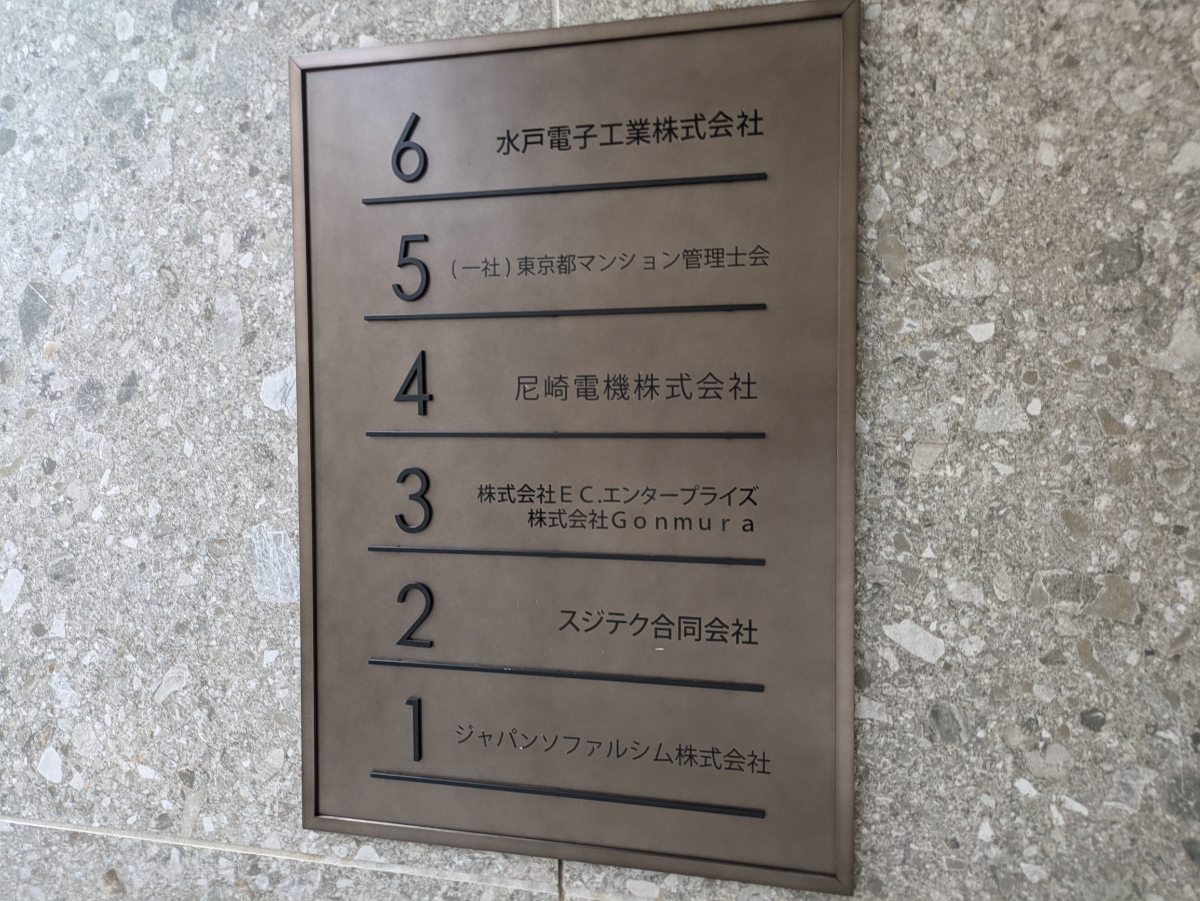 6 水戸電子工業株式会社
5 (一社)東京都マンション管理士会
4 尼崎電機株式会社
3 株式会社EC.エンタープライズ
株式会社Gonmura
2 スジテク合同会社
1 ジャパンソファルシム株式会社